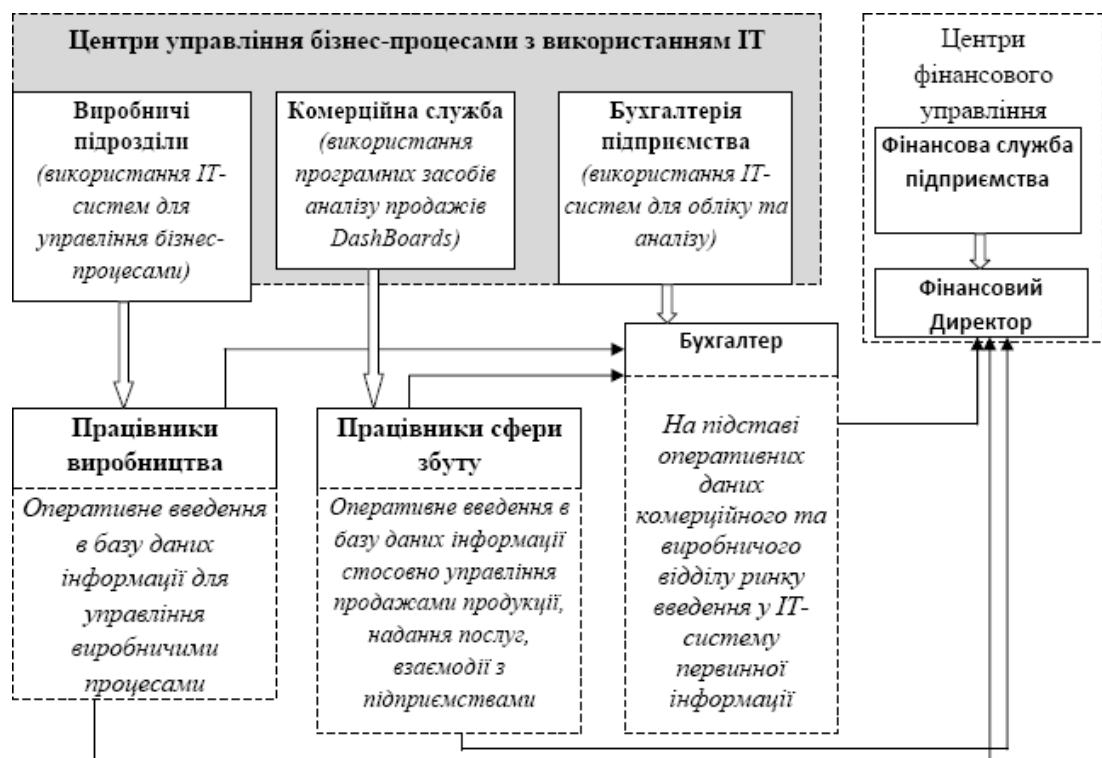 Центри управління бізнес-процесами з використанням ІТ
Виробничі
підрозділи
(використання ІТ-
систем для
управління бізнес-
процесами)
Комерційна служба
(використання
програмних засобів
аналізу продажів
DashBoards)
Бухгалтерія
підприємства
(використання ІТ-
систем для обліку та
аналізу)
Центри
фінансового
управління
Фінансова служба
підприємства
Фінансовий
Директор
Працівники
виробництва
Оперативне введення
в базу даних
інформації для
управління
виробничими
процесами
Працівники сфери
збуту
Оперативне введення в
базу даних інформації
стосовно управління
продажами продукції,
надання послуг,
взаємодії з
підприємствами
Бухгалтер
На підставі
оперативних
даних
комерційного та
виробничого
відділу ринку
введення у ІТ-
систему
первинної
інформації